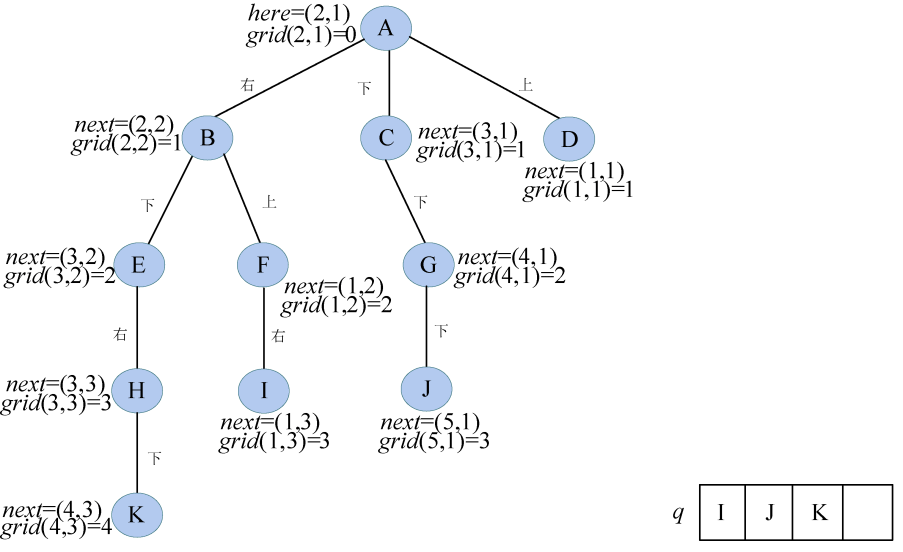 here=(2,1)
grid(2,1)=0
A
右
下
上
next=(2,2)
grid(2,2)=1
B
C
next=(3,1)
grid(3,1)=1
D
next=(1,1)
grid(1,1)=1
下
上
下
next=(3,2)
grid(3,2)=2
E
F
next=(1,2)
grid(1,2)=2
G
next=(4,1)
grid(4,1)=2
右
右
下
next=(3,3)
grid(3,3)=3
H
I
next=(1,3)
grid(1,3)=3
J
next=(5,1)
grid(5,1)=3
下
next=(4,3)
grid(4,3)=4
K
q I J K